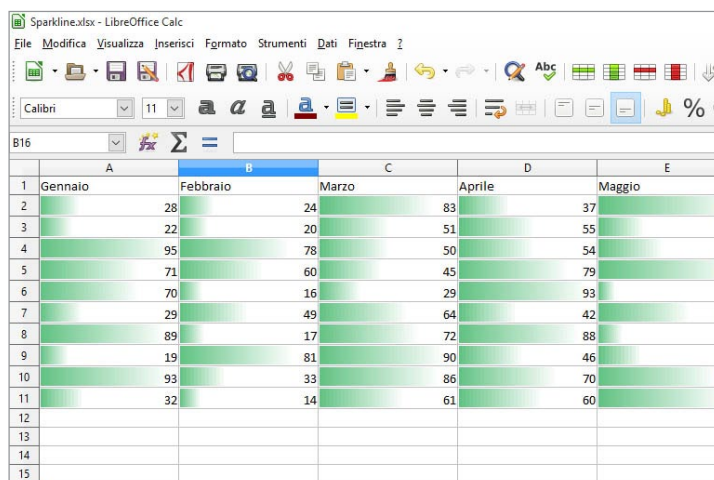 Sparkline.xlsx - LibreOffice Calc
File Modifica Visualizza Inserisci Formato Strumenti Dati Finestra ?
Abc
Calibri 11 a a a a %
B16 fx Σ =
A B C D E
1 Gennaio Febbraio Marzo Aprile Maggio
2 28 24 83 37
3 22 20 51 55
4 95 78 50 54
5 71 60 45 79
6 70 16 29 93
7 29 49 64 42
8 89 17 72 88
9 19 81 90 46
10 93 33 86 70
11 32 14 61 60
12
13
14
15